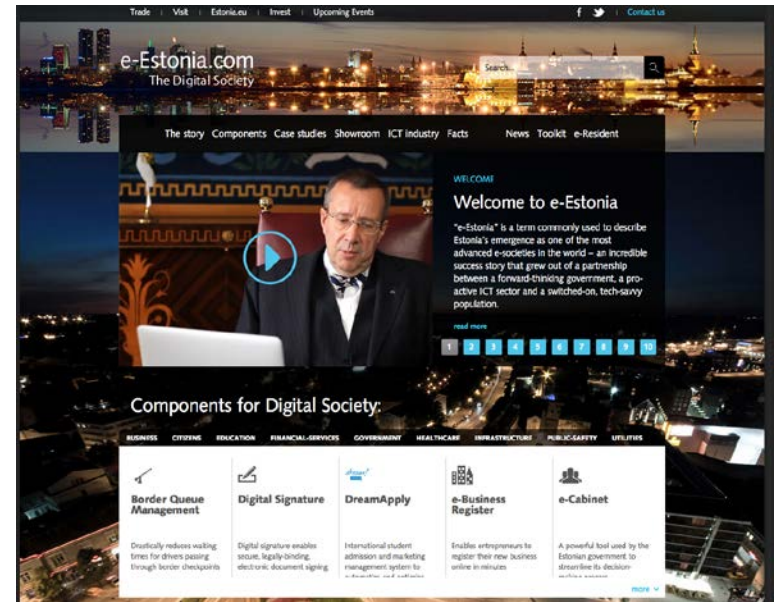 Trade Visit Estonia.eu Invest Upcoming Events
Contact us
e-Estonia.com
The Digital Society
Search...
The story Components Case studies Showroom ICT industry Facts News Toolkit e-Resident
WELCOME
Welcome to e-Estonia
"e-Estonia" is a term commonly used to describe
Estonia's emergence as one of the most
advanced e-societies in the world – an incredible
success story that grew out of a partnership
between a forward-thinking government, a pro-
active ICT sector and a switched-on, tech-savvy
population.
read more
1 2 3 4 5 6 7 8 9 10
Components for Digital Society:
BUSINESS CITIZENS EDUCATION FINANCIAL-SERVICES GOVERNMENT HEALTHCARE INFRASTRUCTURE PUBLIC-SAFETY UTILITIES
Border Queue
Management
Drastically reduces waiting
times for drivers passing
through border checkpoints
Digital Signature
Digital signature enables
secure, legally-binding,
electronic document signing
DreamApply
International student
admission and marketing
management system to
e-Business
Register
Enables entrepreneurs to
register their new business
online in minutes
e-Cabinet
A powerful tool used by the
Estonian government to
streamline its decision-
more